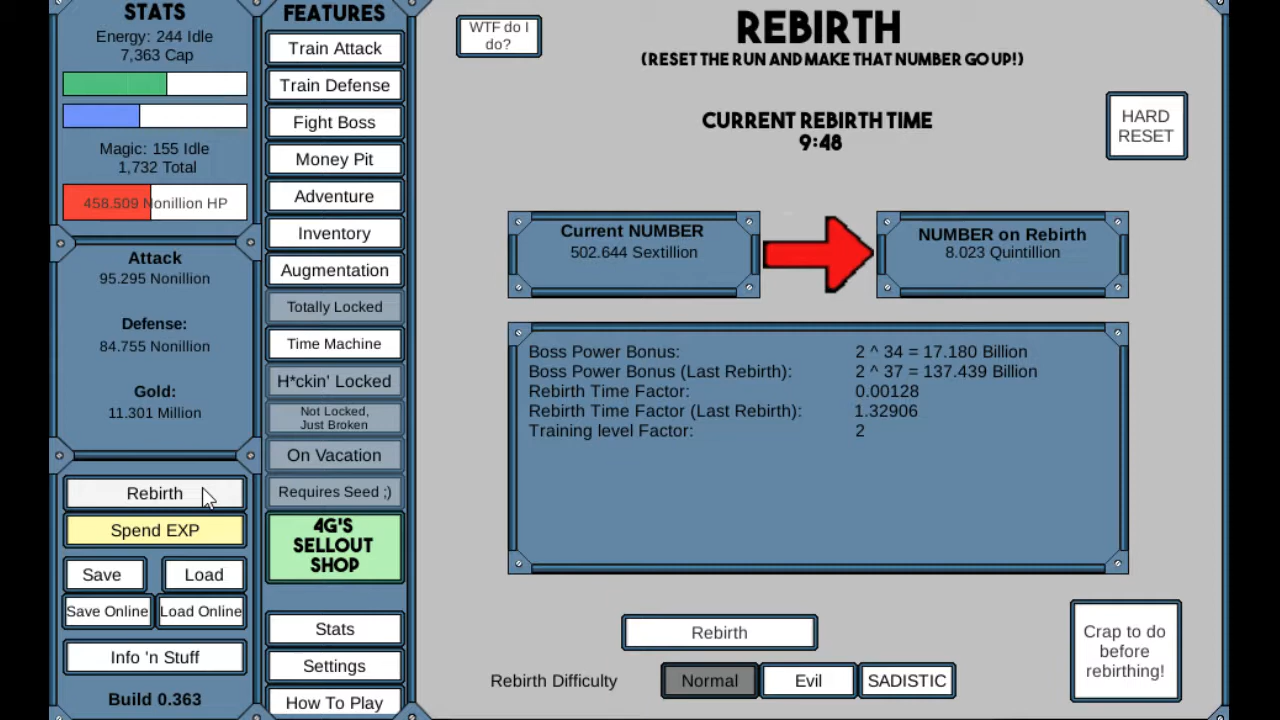 STATS
Energy: 244 Idle
7,363 Cap
Magic: 155 Idle
1,732 Total
458.509 Nonillion HP
Attack
95.295 Nonillion
Defense:
84.755 Nonillion
Gold:
11.301 Million
Rebirth
Spend EXP
Save
Load
Save Online
Load Online
Info 'n Stuff
Build 0.363
FEATURES
Train Attack
Train Defense
Fight Boss
Money Pit
Adventure
Inventory
Augmentation
Totally Locked
Time Machine
H*ckin' Locked
Not Locked,
Just Broken
On Vacation
Requires Seed ;)
4G'S
SELLOUT
SHOP
Stats
Settings
How To Play
WTF do I
do?
REBIRTH
(RESET THE RUN AND MAKE THAT NUMBER GO UP!)
CURRENT REBIRTH TIME
9:48
HARD
RESET
Current NUMBER
502.644 Sextillion
NUMBER on Rebirth
8.023 Quintillion
Boss Power Bonus: 2 ^ 34 = 17.180 Billion
Boss Power Bonus (Last Rebirth): 2 ^ 37 = 137.439 Billion
Rebirth Time Factor: 0.00128
Rebirth Time Factor (Last Rebirth): 1.32906
Training level Factor: 2
Rebirth
Rebirth Difficulty
Normal
Evil
SADISTIC
Crap to do
before
rebirthing!